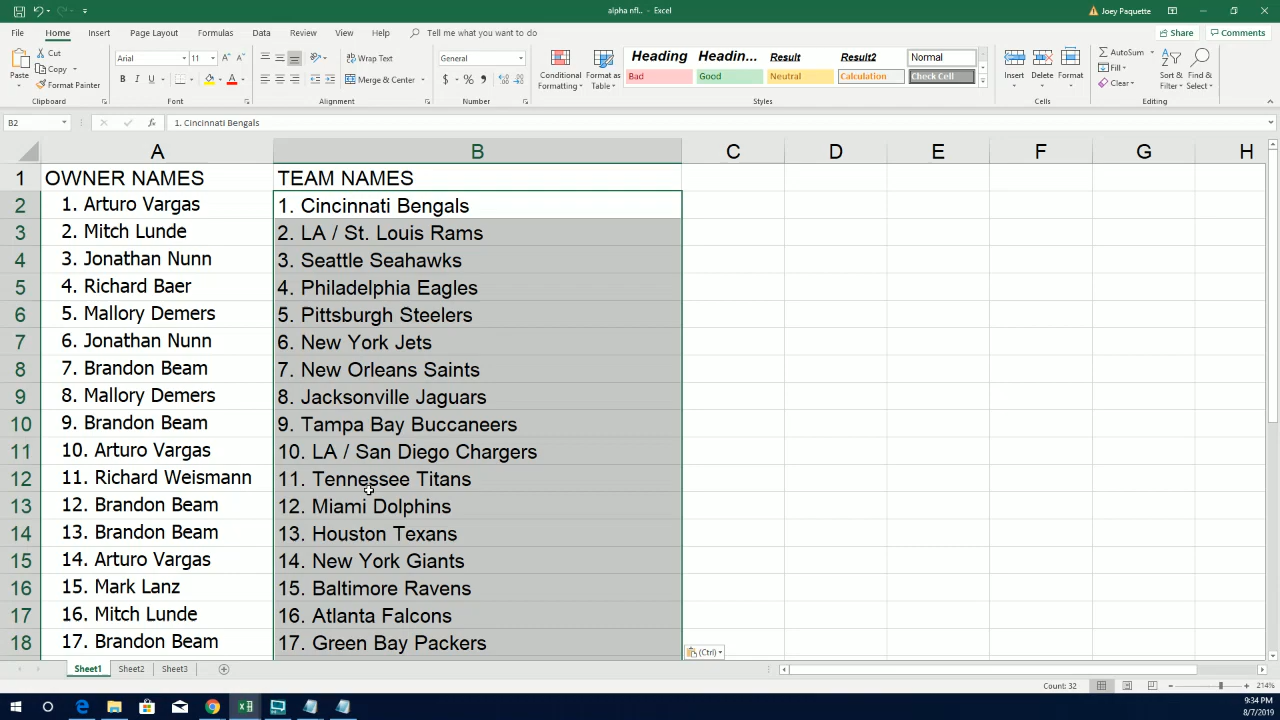 alpha nfl.. - Excel
Joey Paquette
File Home Insert Page Layout Formulas Data Review View Help Tell me what you want to do
Share Comments
Paste
Cut
Copy
Format Painter
Clipboard
Arial 11
B I U
Font
Wrap Text
Merge & Center
Alignment
General
$ % 9
Number
Conditional Formatting
Format as Table
Heading Headin... Result Result2 Normal
Bad Good Neutral Calculation Check Cell
Styles
Insert Delete Format
Cells
AutoSum
Fill
Clear
Sort & Filter
Find & Select
Editing
B2 fx 1. Cincinnati Bengals
A B C D E F G H
1 OWNER NAMES TEAM NAMES
2 1. Arturo Vargas 1. Cincinnati Bengals
3 2. Mitch Lunde 2. LA / St. Louis Rams
4 3. Jonathan Nunn 3. Seattle Seahawks
5 4. Richard Baer 4. Philadelphia Eagles
6 5. Mallory Demers 5. Pittsburgh Steelers
7 6. Jonathan Nunn 6. New York Jets
8 7. Brandon Beam 7. New Orleans Saints
9 8. Mallory Demers 8. Jacksonville Jaguars
10 9. Brandon Beam 9. Tampa Bay Buccaneers
11 10. Arturo Vargas 10. LA / San Diego Chargers
12 11. Richard Weismann 11. Tennessee Titans
13 12. Brandon Beam 12. Miami Dolphins
14 13. Brandon Beam 13. Houston Texans
15 14. Arturo Vargas 14. New York Giants
16 15. Mark Lanz 15. Baltimore Ravens
17 16. Mitch Lunde 16. Atlanta Falcons
18 17. Brandon Beam 17. Green Bay Packers
(Ctrl)
Sheet1 Sheet2 Sheet3
Count: 32 214%
9:34 PM
8/7/2019